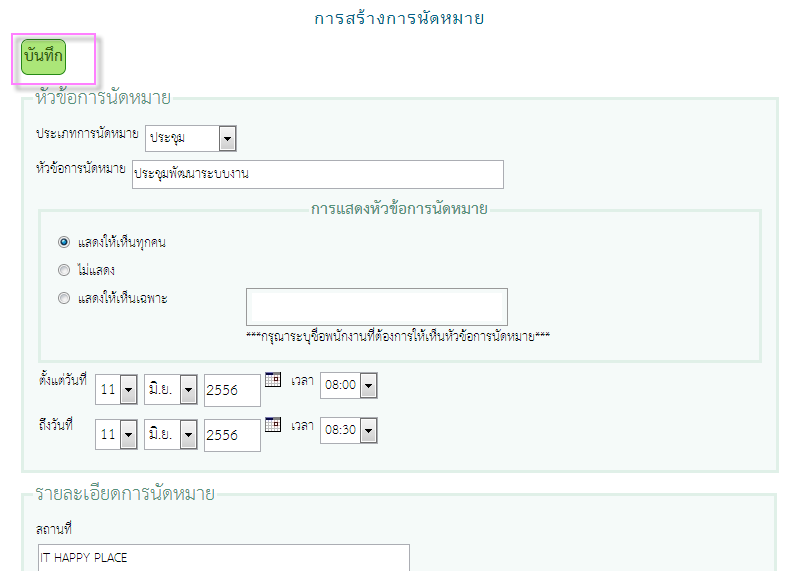 การสร้างการนัดหมาย
บันทึก
หัวข้อการนัดหมาย
ประเภทการนัดหมาย ประชุม
หัวข้อการนัดหมาย ประชุมพัฒนาระบบงาน
การแสดงหัวข้อการนัดหมาย
แสดงให้เห็นทุกคน
ไม่แสดง
แสดงให้เห็นเฉพาะ
***กรุณาระบุชื่อพนักงานที่ต้องการให้เห็นหัวข้อการนัดหมาย***
ตั้งแต่วันที่ 11 มิ.ย. 2556 เวลา 08:00
ถึงวันที่ 11 มิ.ย. 2556 เวลา 08:30
รายละเอียดการนัดหมาย
สถานที่
IT HAPPY PLACE